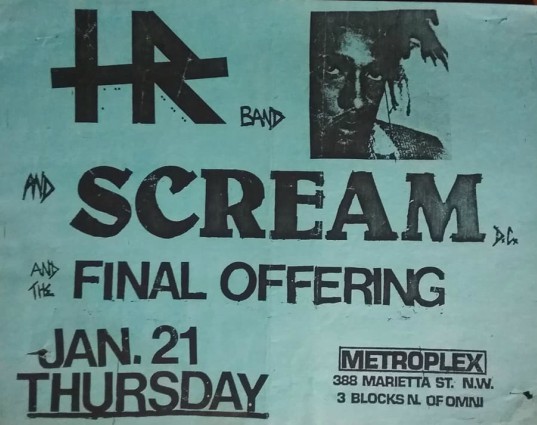 HR BAND
AND SCREAM D.C.
AND THE FINAL OFFERING
JAN. 21
THURSDAY
METROPLEX
388 MARIETTA ST. N.W.
3 BLOCKS N. OF OMNI